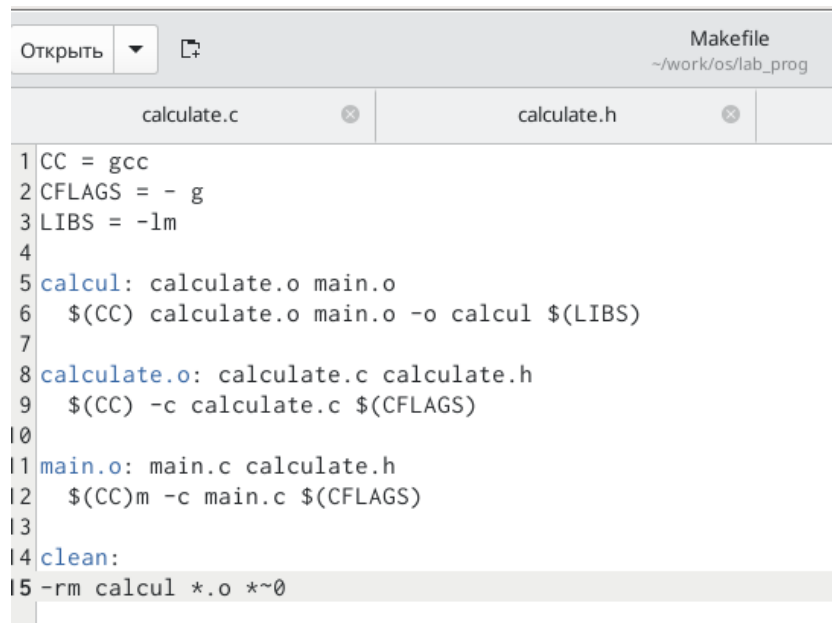 Открыть
Makefile
~/work/os/lab_prog
calculate.c
calculate.h
1 CC = gcc
2 CFLAGS = - g
3 LIBS = -lm
4
5 calcul: calculate.o main.o
6 $(CC) calculate.o main.o -o calcul $(LIBS)
7
8 calculate.o: calculate.c calculate.h
9 $(CC) -c calculate.c $(CFLAGS)
10
11 main.o: main.c calculate.h
12 $(CC)m -c main.c $(CFLAGS)
13
14 clean:
15 -rm calcul *.o *~0